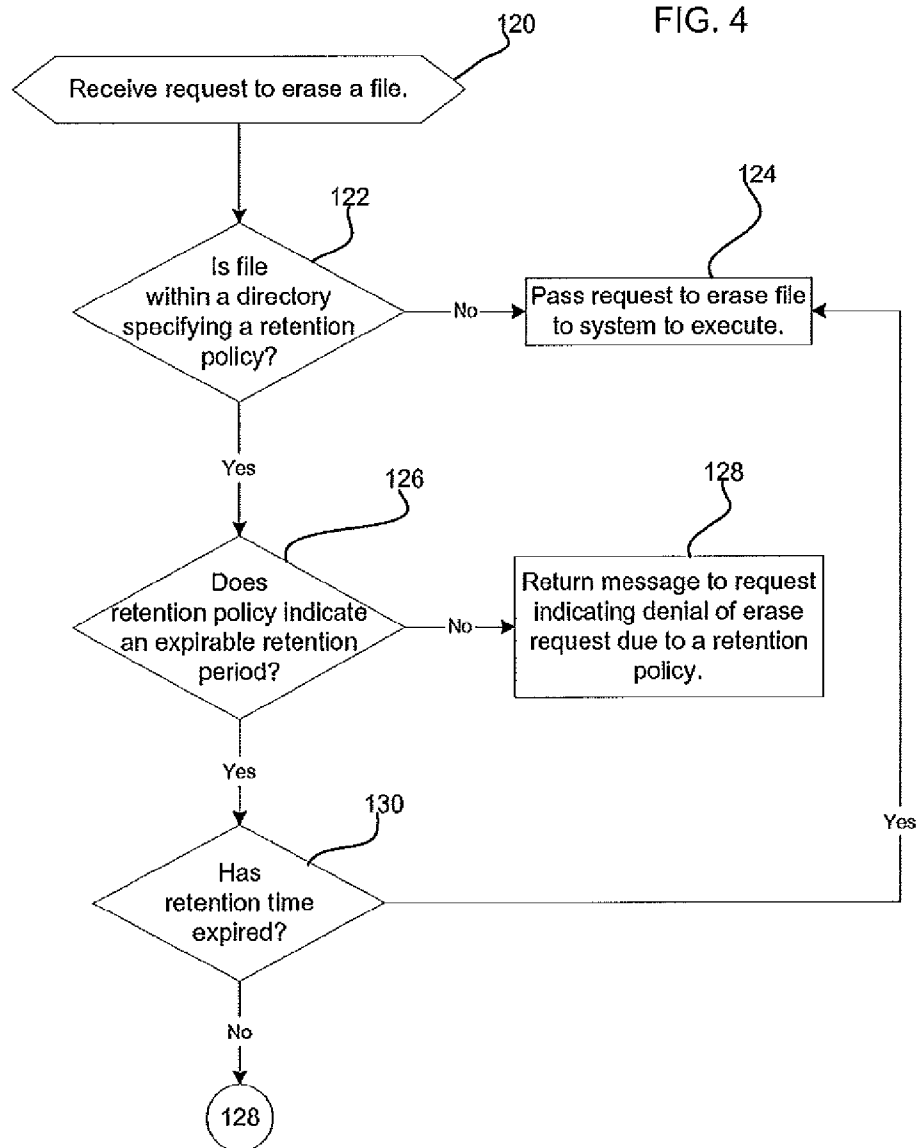 FIG. 4
120
Receive request to erase a file.
122
Is file
within a directory
specifying a retention
policy?
No
124
Pass request to erase file
to system to execute.
Yes
126
Does
retention policy indicate
an expirable retention
period?
No
128
Return message to request
indicating denial of erase
request due to a retention
policy.
Yes
130
Has
retention time
expired?
Yes
No
128